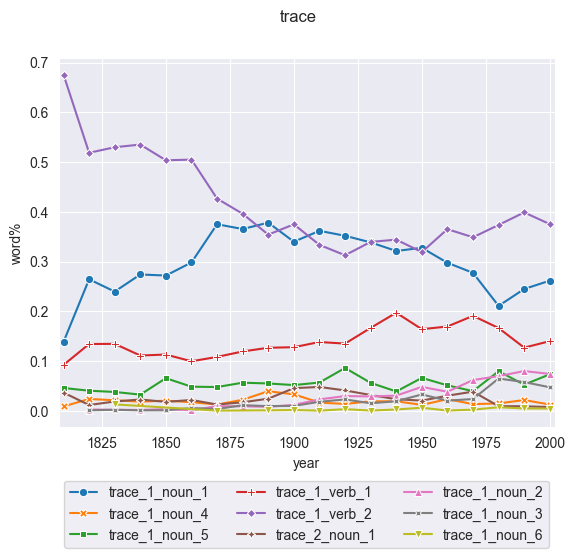 trace
0.7
0.6
0.5
0.4
0.3
0.2
0.1
0.0
word%
1825 1850 1875 1900 1925 1950 1975 2000
year
trace_1_noun_1 trace_1_verb_1 trace_1_noun_2
trace_1_noun_4 trace_1_verb_2 trace_1_noun_3
trace_1_noun_5 trace_2_noun_1 trace_1_noun_6